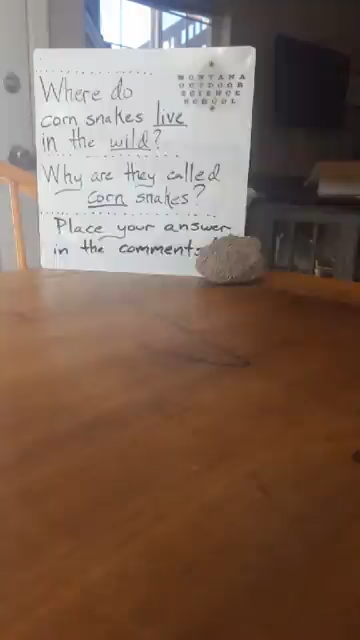 MONTANA
OUTDOOR
SCIENCE
SCHOOL
Where do
corn snakes live
in the wild?
Why are they called
corn snakes?
Place your answer
in the comments